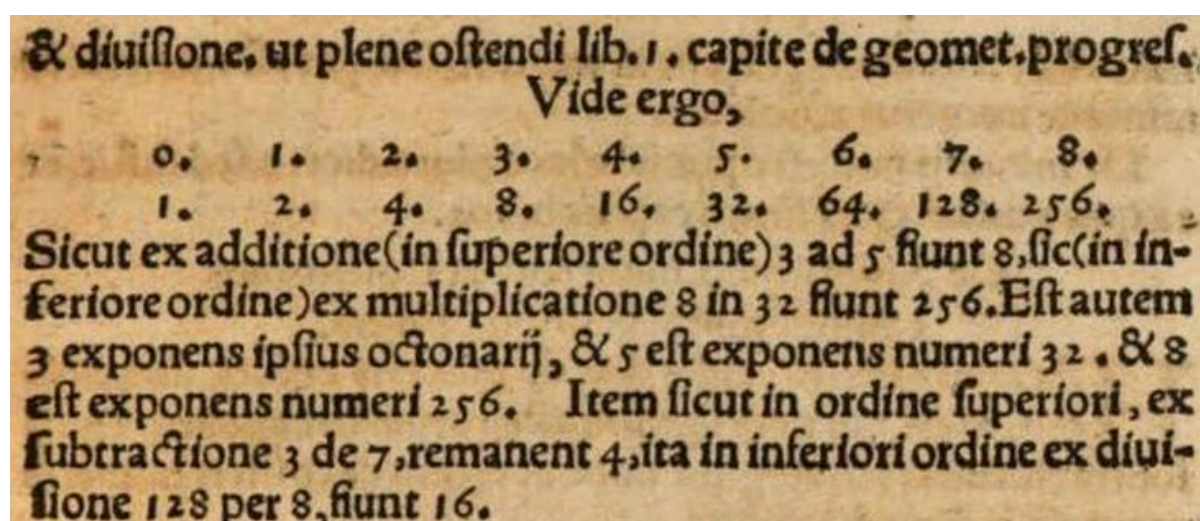 & diuiſione. ut plene oſtendi lib. 1. capite de geomet. progreſ.
Vide ergo,
0. 1. 2. 3. 4. 5. 6. 7. 8.
1. 2. 4. 8. 16. 32. 64. 128. 256.
Sicut ex additione (in ſuperiore ordine) 3 ad 5 fiunt 8, ſic (in in-
feriore ordine) ex multiplicatione 8 in 32 fiunt 256. Eſt autem
3 exponens ipſius octonarij, & 5 eſt exponens numeri 32. & 8
eſt exponens numeri 256. Item ſicut in ordine ſuperiori, ex
ſubtractione 3 de 7, remanent 4, ita in inferiori ordine ex diui-
ſione 128 per 8, fiunt 16.